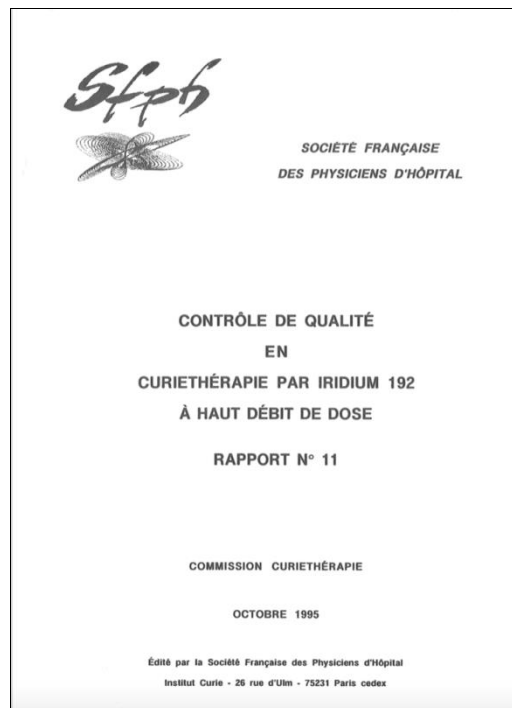 Sfph
SOCIÉTÉ FRANÇAISE
DES PHYSICIENS D'HÔPITAL
CONTRÔLE DE QUALITÉ
EN
CURIETHÉRAPIE PAR IRIDIUM 192
À HAUT DÉBIT DE DOSE
RAPPORT N° 11
COMMISSION CURIETHÉRAPIE
OCTOBRE 1995
Édité par la Société Française des Physiciens d'Hôpital
Institut Curie - 26 rue d'Ulm - 75231 Paris cedex